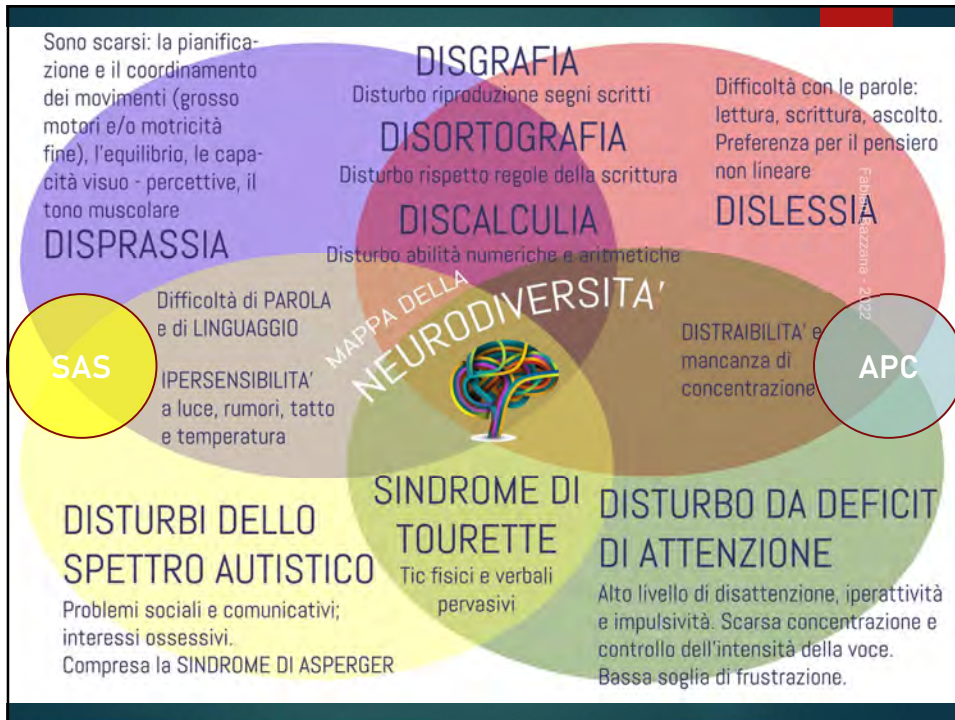 Sono scarsi: la pianifica-
zione e il coordinamento
dei movimenti (grosso
motori e/o motricità
fine), l'equilibrio, le capa-
cità visuo - percettive, il
tono muscolare
DISPRASSIA
DISGRAFIA
Disturbo riproduzione segni scritti
DISORTOGRAFIA
Disturbo rispetto regole della scrittura
DISCALCULIA
Disturbo abilità numeriche e aritmetiche
Difficoltà con le parole:
lettura, scrittura, ascolto.
Preferenza per il pensiero
non lineare
DISLESSIA
- 2022
MAPPA DELLA
NEURODIVERSITA'
Difficoltà di PAROLA
e di LINGUAGGIO
SAS
IPERSENSIBILITA'
a luce, rumori, tatto
e temperatura
DISTRAIBILITA' e
mancanza di
concentrazione
APC
DISTURBI DELLO
SPETTRO AUTISTICO
Problemi sociali e comunicativi;
interessi ossessivi.
Compresa la SINDROME DI ASPERGER
SINDROME DI
TOURETTE
Tic fisici e verbali
pervasivi
DISTURBO DA DEFICIT
DI ATTENZIONE
Alto livello di disattenzione, iperattività
e impulsività. Scarsa concentrazione e
controllo dell'intensità della voce.
Bassa soglia di frustrazione.